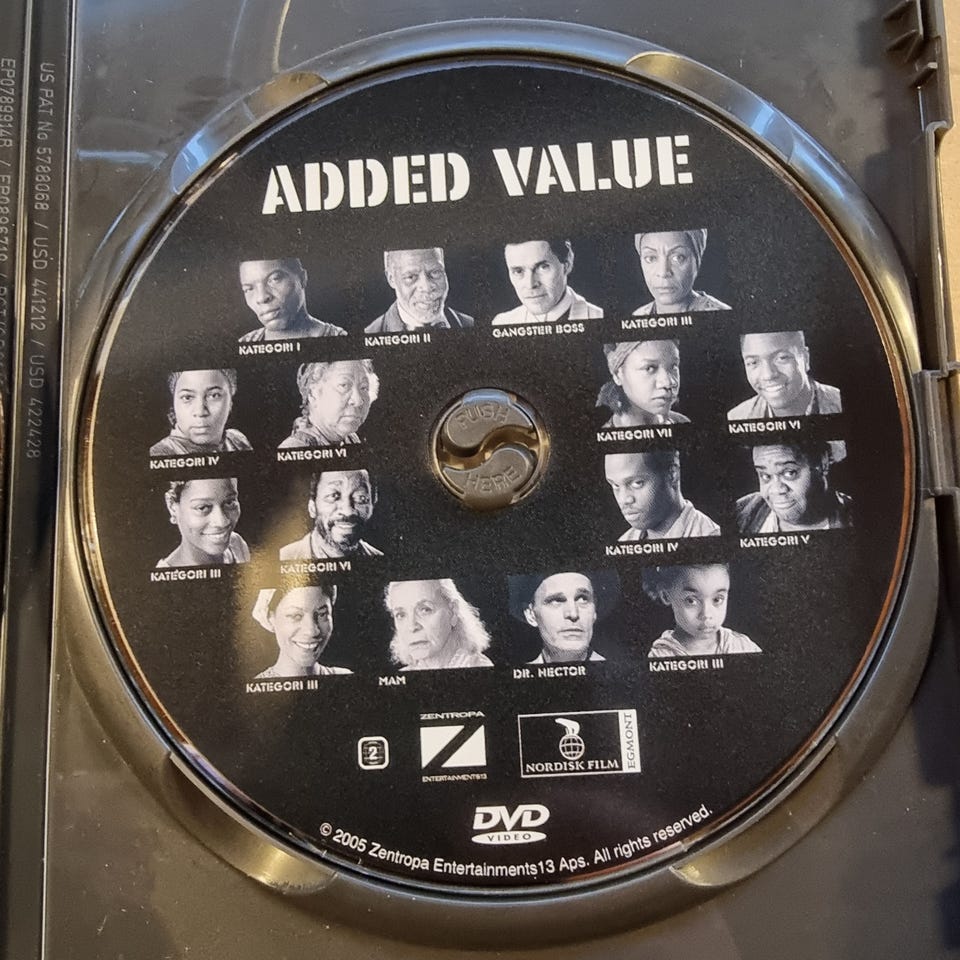 US PAT No 5788068 / USD 441212 / USD 422428
ADDED VALUE
KATEGORI I
KATEGORI II
GANGSTER BOSS
KATEGORI III
KATEGORI IV
KATEGORI VI
KATEGORI VII
KATEGORI VI
PUSH
HERE
KATEGORI III
KATEGORI VI
KATEGORI IV
KATEGORI V
KATEGORI III
MAM
DR. HECTOR
KATEGORI III
2
ZENTROPA
ENTERTAINMENTS13
NORDISK FILM
EGMONT
DVD
VIDEO
© 2005 Zentropa Entertainments13 Aps. All rights reserved.